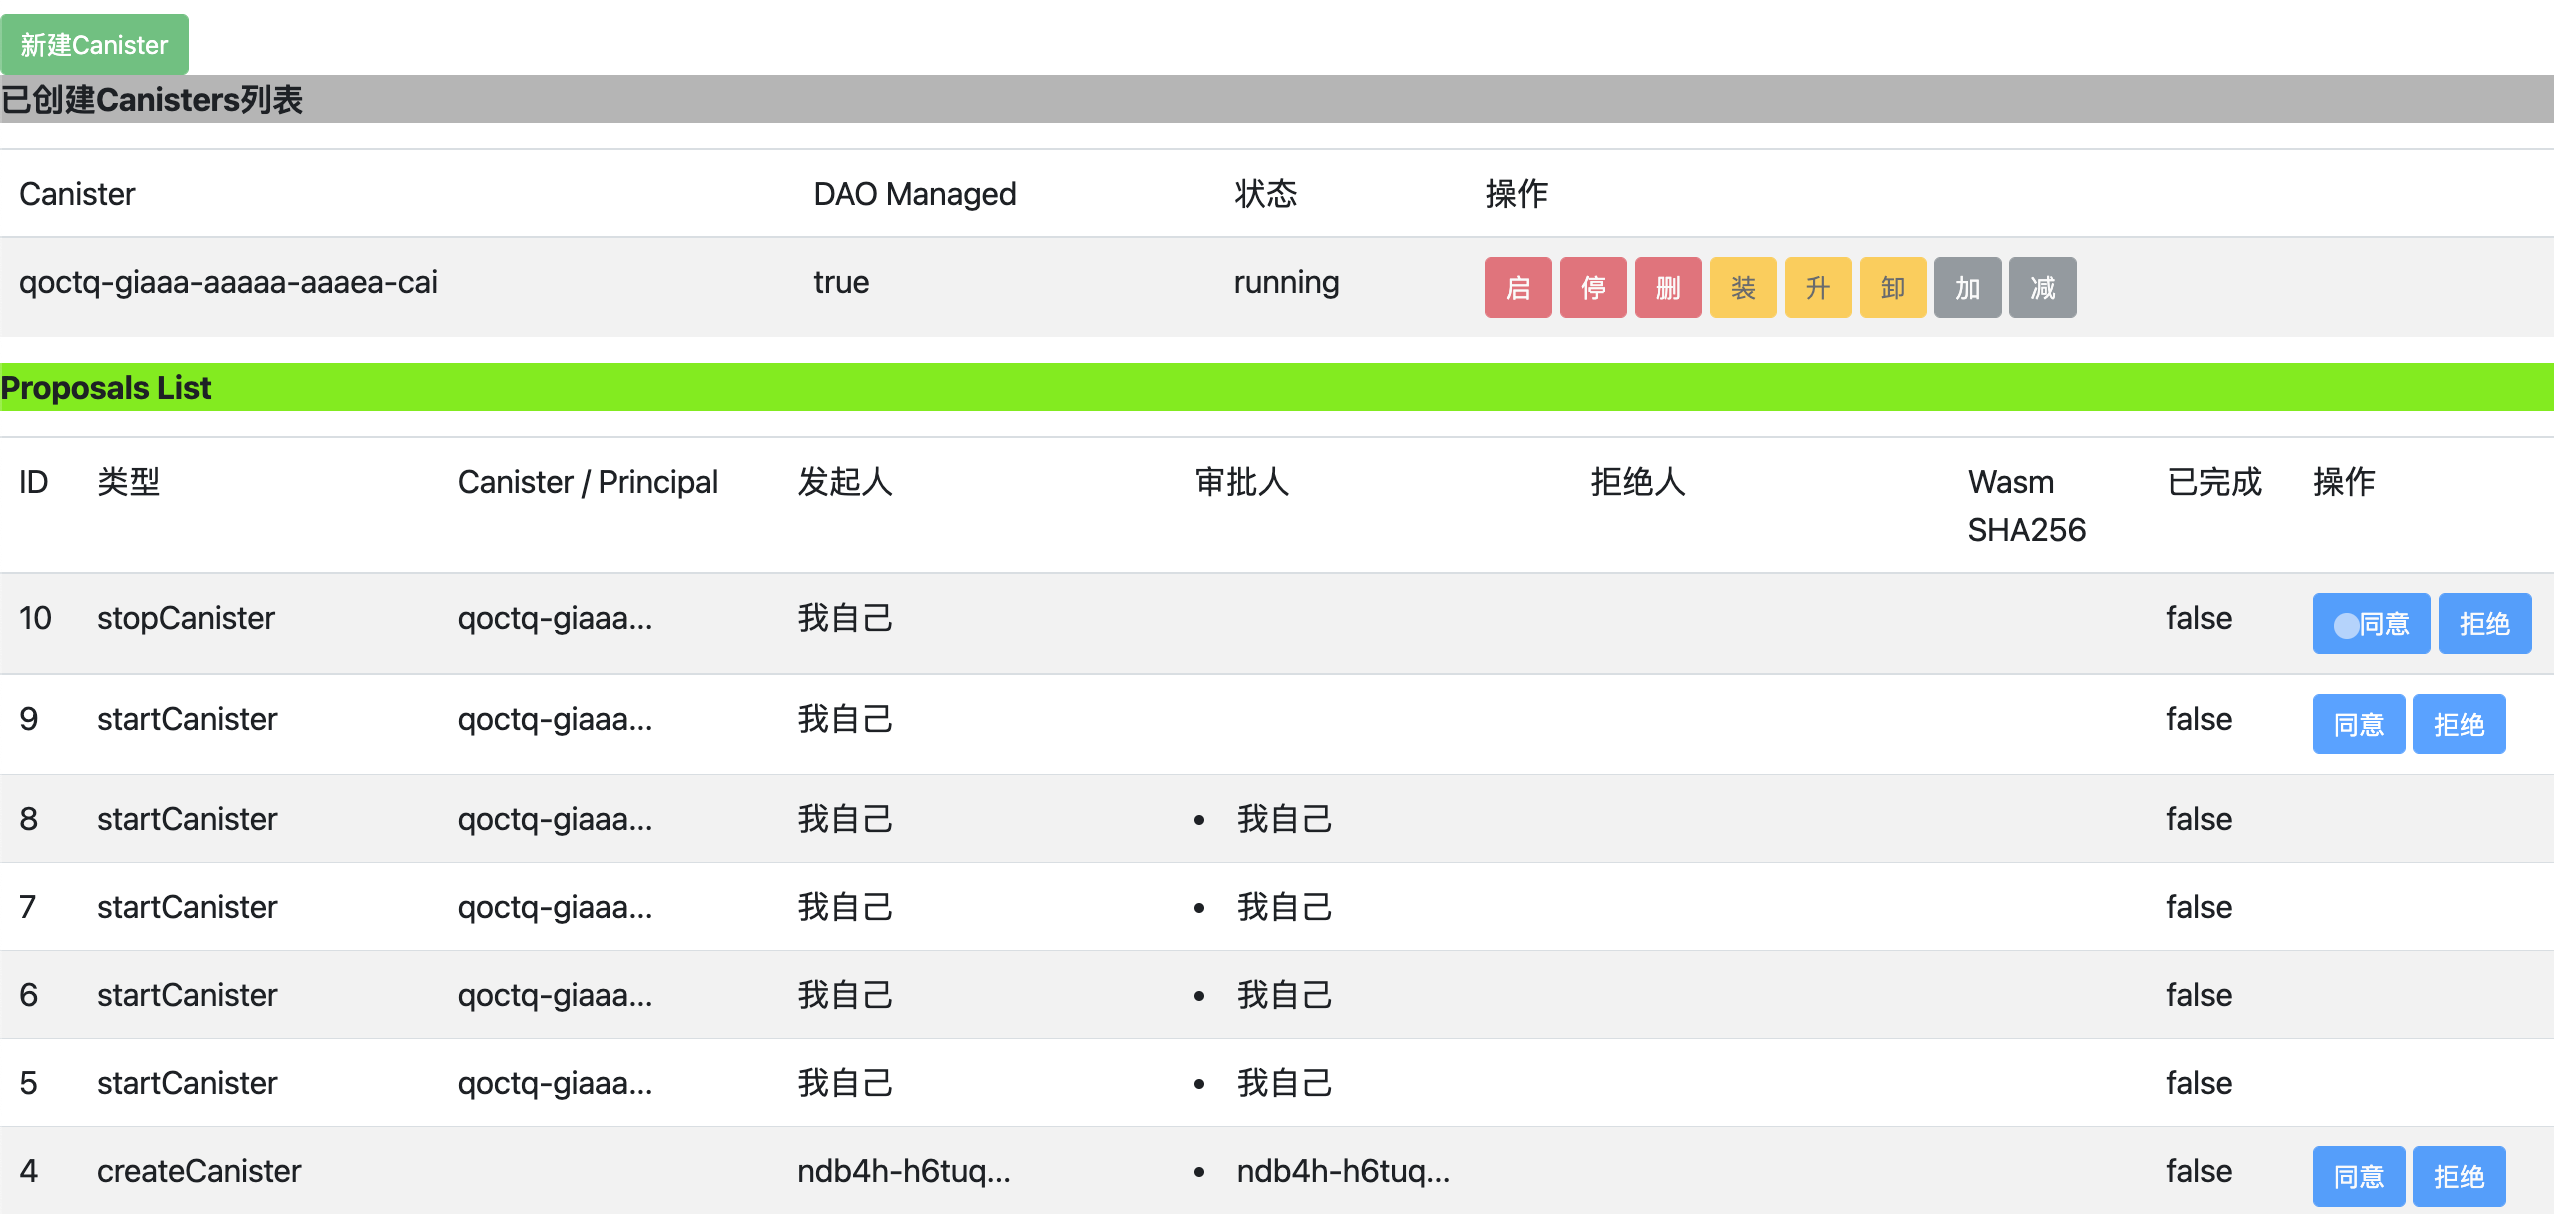 新建Canister
已创建Canisters列表
Canister DAO Managed 状态 操作
qoctq-giaaa-aaaaa-aaaea-cai true running 启 停 删 装 升 卸 加 减
Proposals List
ID 类型 Canister / Principal 发起人 审批人 拒绝人 Wasm SHA256 已完成 操作
10 stopCanister qoctq-giaaa... 我自己 false 同意 拒绝
9 startCanister qoctq-giaaa... 我自己 false 同意 拒绝
8 startCanister qoctq-giaaa... 我自己 • 我自己 false
7 startCanister qoctq-giaaa... 我自己 • 我自己 false
6 startCanister qoctq-giaaa... 我自己 • 我自己 false
5 startCanister qoctq-giaaa... 我自己 • 我自己 false
4 createCanister ndb4h-h6tuq... • ndb4h-h6tuq... false 同意 拒绝